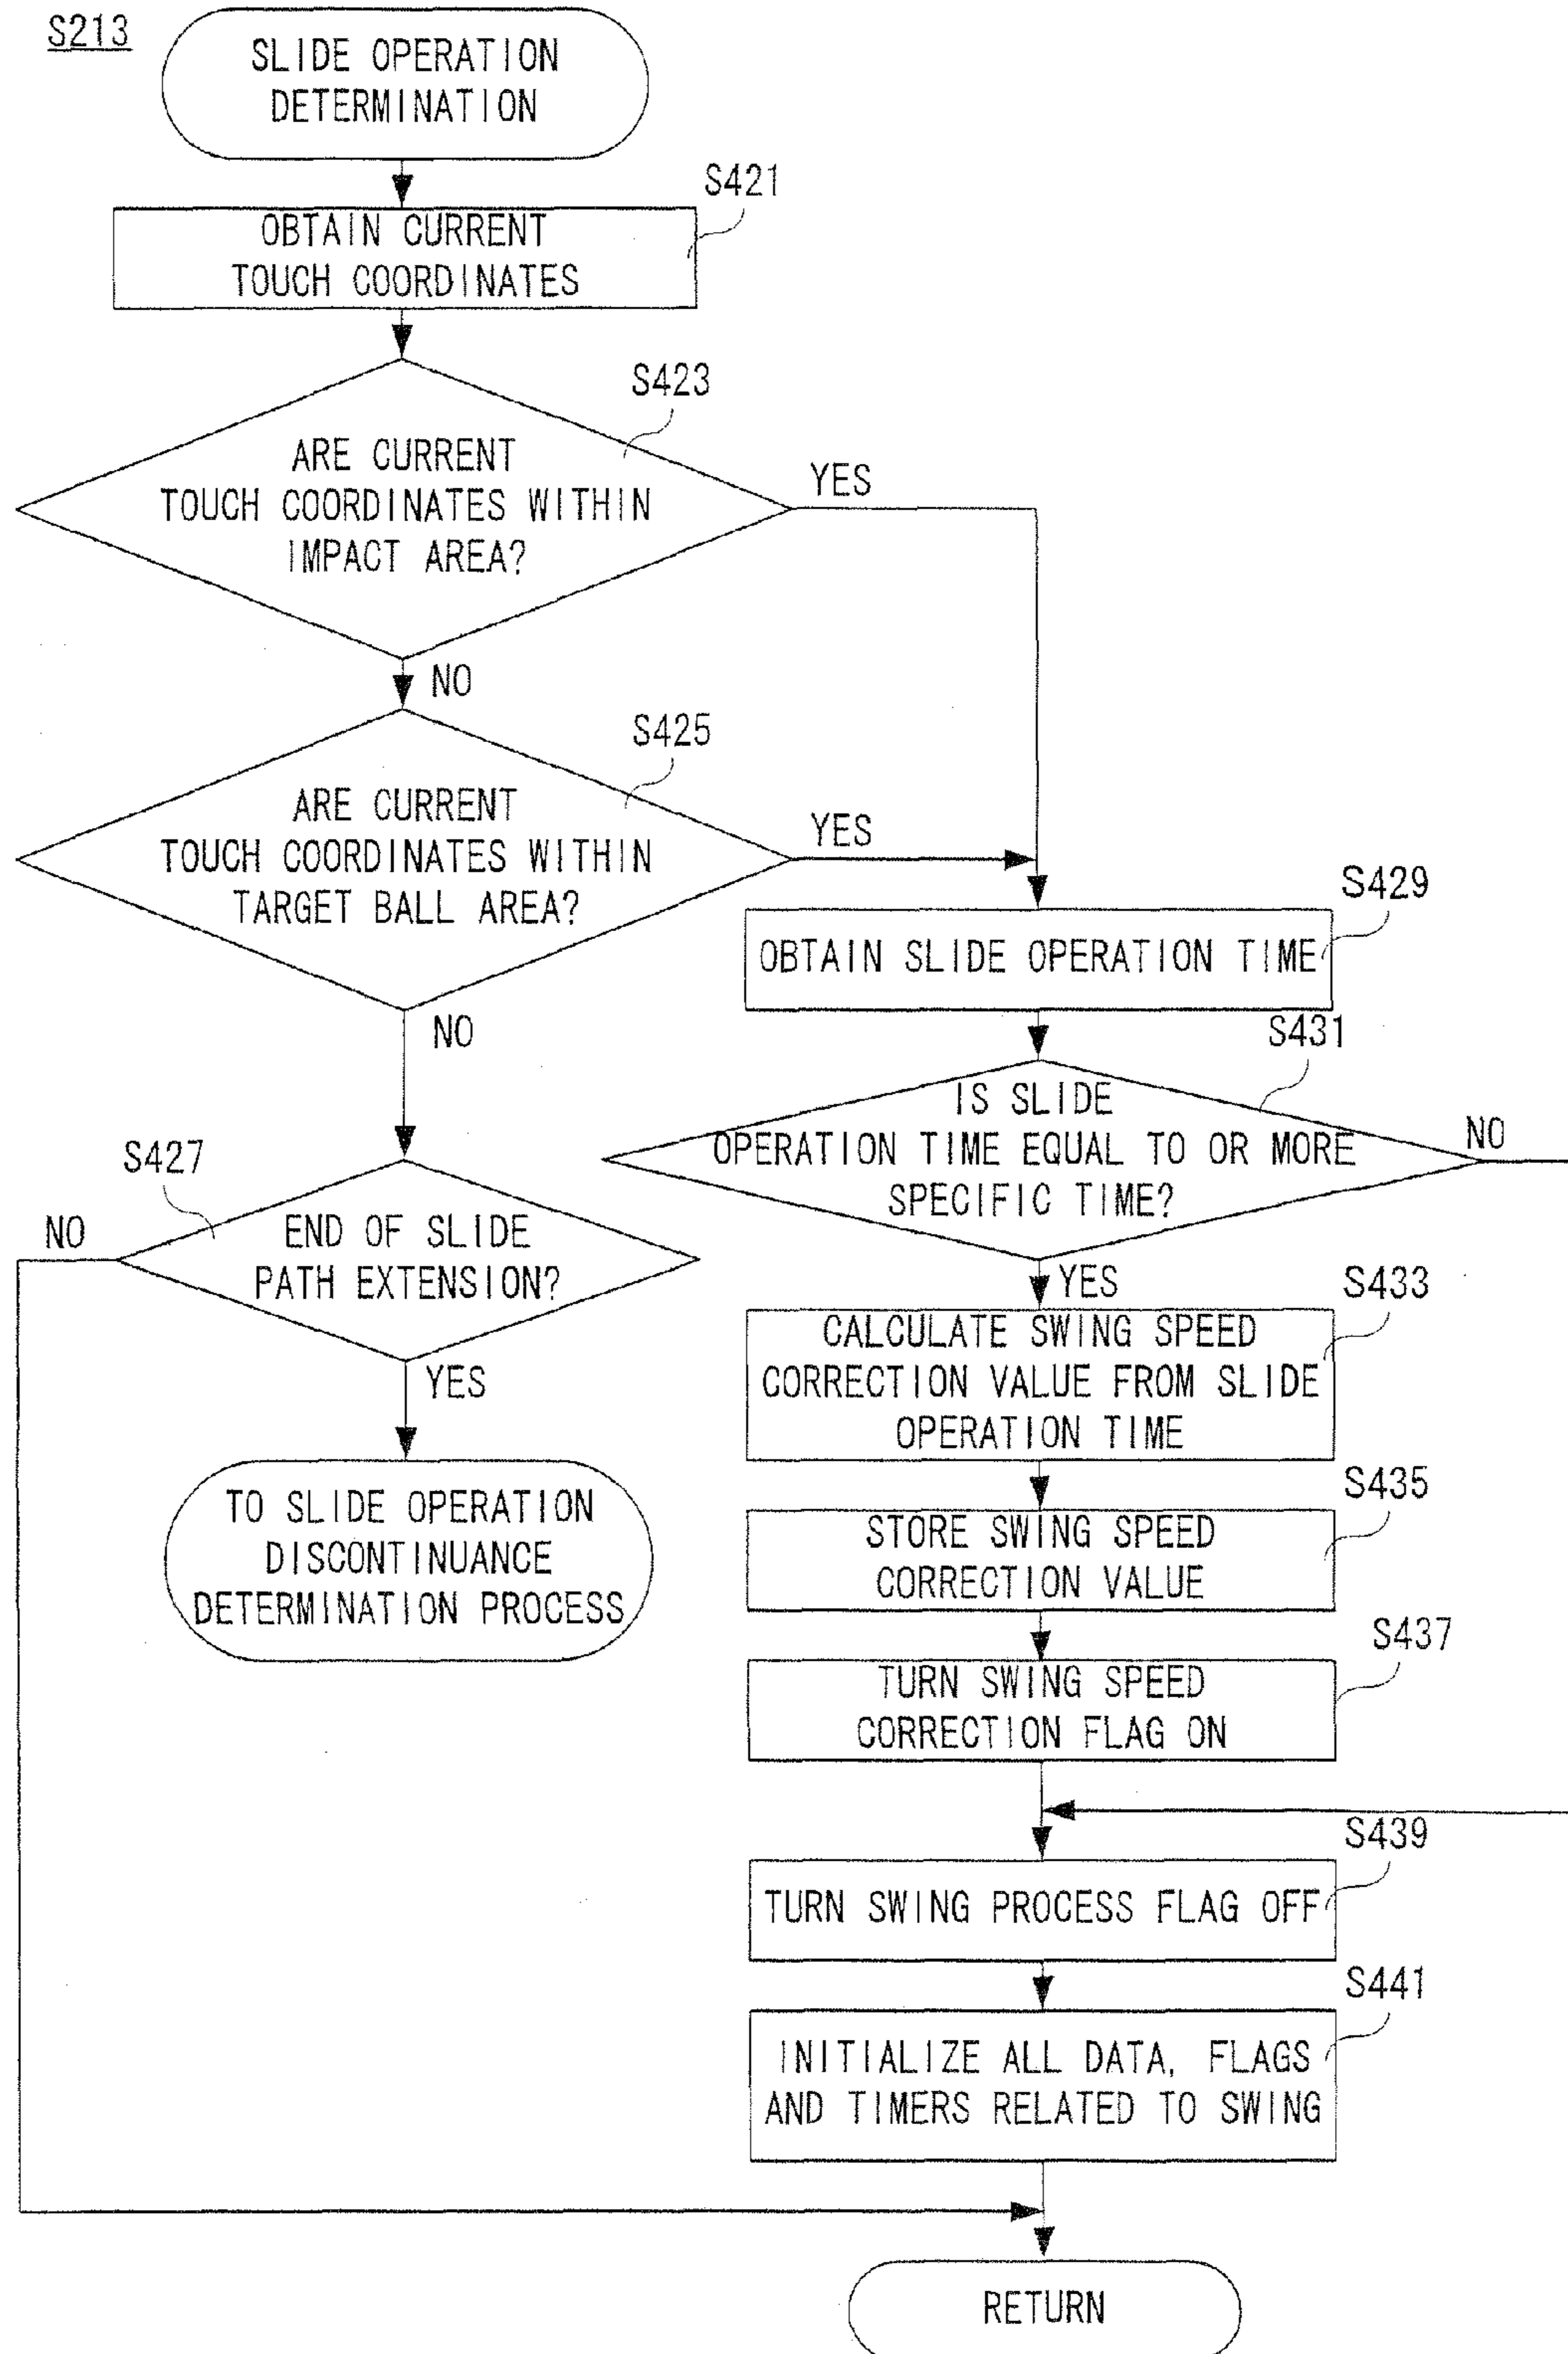 S213
SLIDE OPERATION
DETERMINATION
S421
OBTAIN CURRENT
TOUCH COORDINATES
S423
ARE CURRENT
TOUCH COORDINATES WITHIN
IMPACT AREA?
YES
NO
S425
ARE CURRENT
TOUCH COORDINATES WITHIN
TARGET BALL AREA?
YES
NO
S427
END OF SLIDE
PATH EXTENSION?
NO
YES
TO SLIDE OPERATION
DISCONTINUANCE
DETERMINATION PROCESS
S429
OBTAIN SLIDE OPERATION TIME
S431
IS SLIDE
OPERATION TIME EQUAL TO OR MORE
SPECIFIC TIME?
NO
YES
S433
CALCULATE SWING SPEED
CORRECTION VALUE FROM SLIDE
OPERATION TIME
S435
STORE SWING SPEED
CORRECTION VALUE
S437
TURN SWING SPEED
CORRECTION FLAG ON
S439
TURN SWING PROCESS FLAG OFF
S441
INITIALIZE ALL DATA, FLAGS
AND TIMERS RELATED TO SWING
RETURN